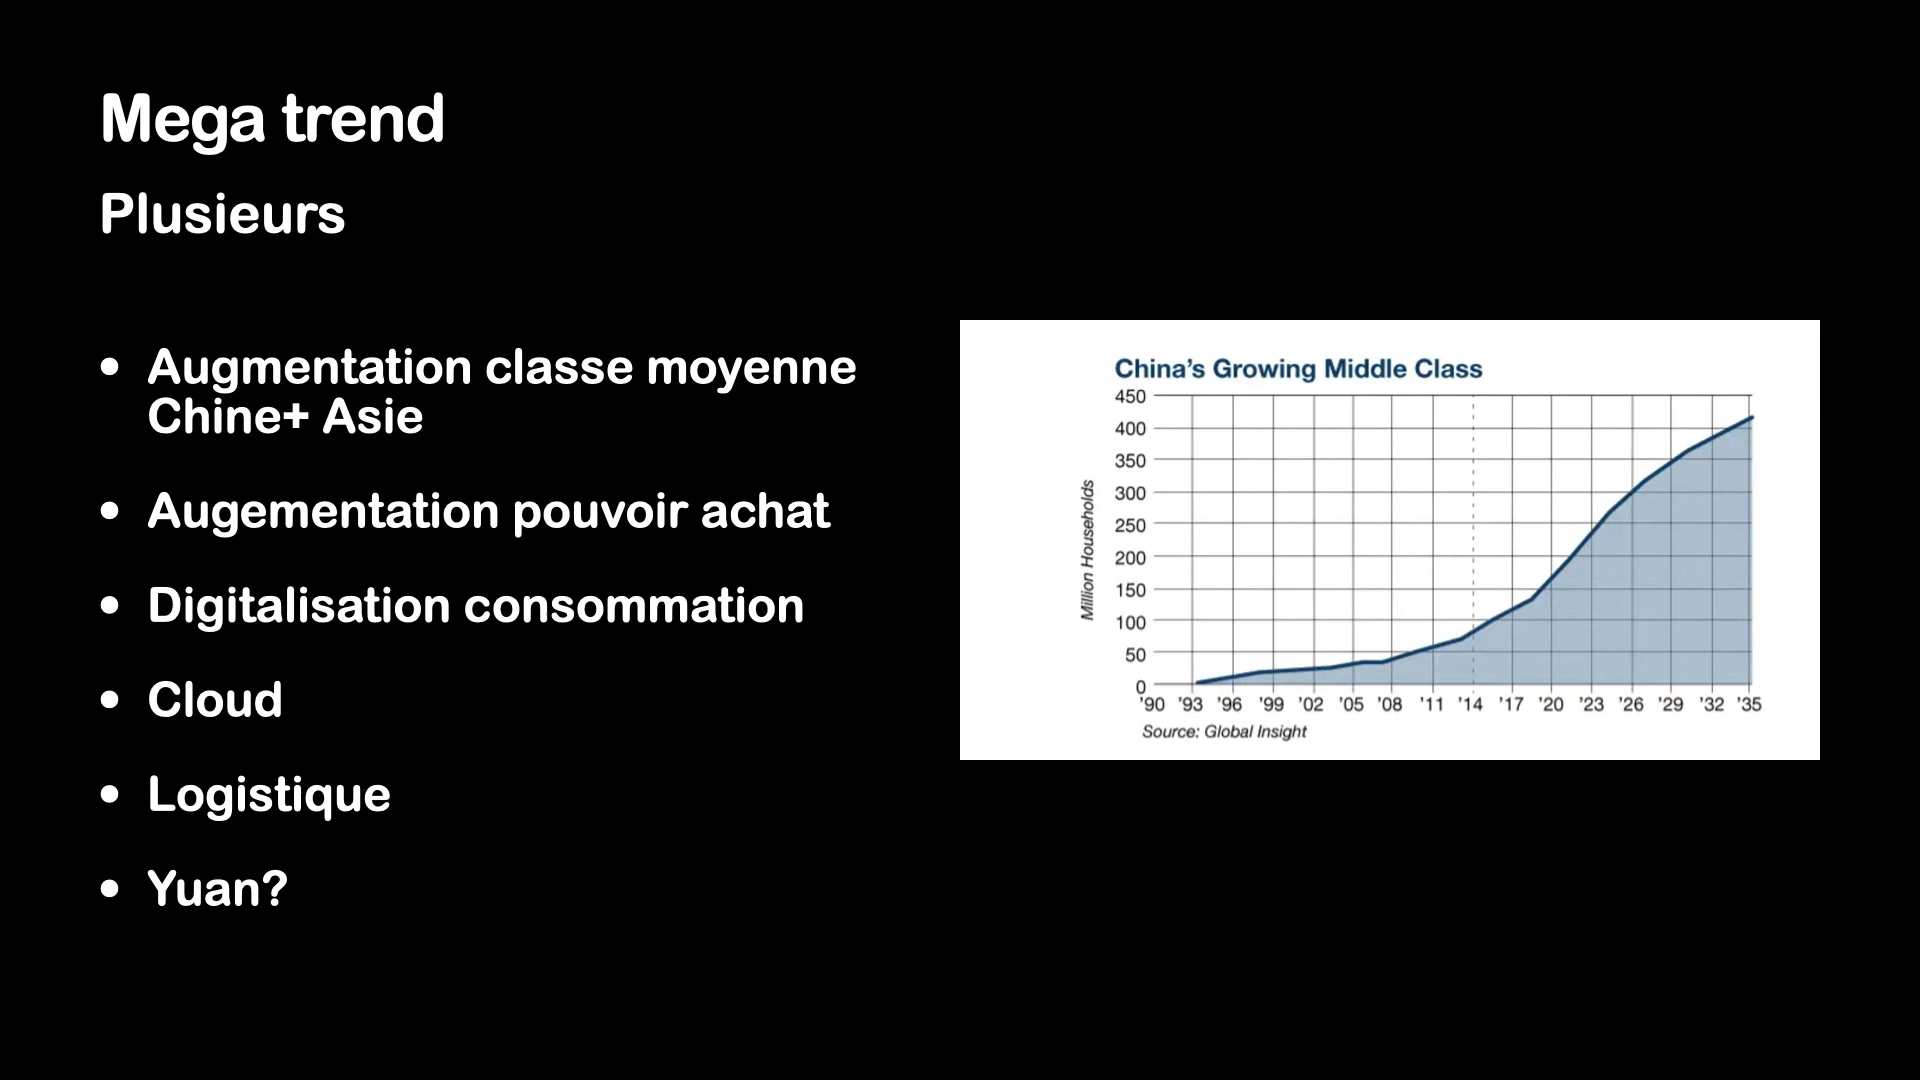 Mega trend
Plusieurs
• Augmentation classe moyenne
Chine+ Asie
• Augementation pouvoir achat
• Digitalisation consommation
• Cloud
• Logistique
• Yuan?
China’s Growing Middle Class
Million Households
450
400
350
300
250
200
150
100
50
0
’90 ’93 ’96 ’99 ’02 ’05 ’08 ’11 ’14 ’17 ’20 ’23 ’26 ’29 ’32 ’35
Source: Global Insight